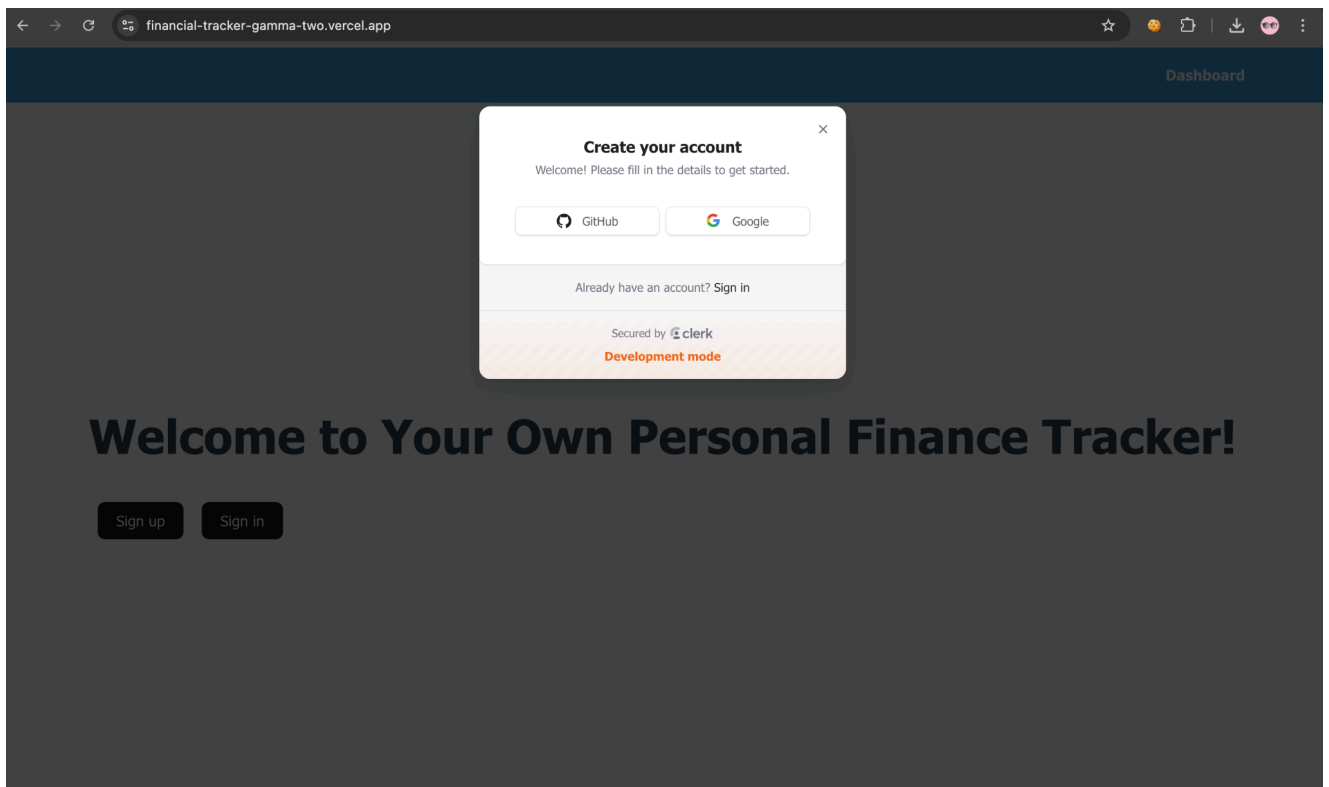 financial-tracker-gamma-two.vercel.app
Dashboard
Create your account
Welcome! Please fill in the details to get started.
GitHub
Google
Already have an account? Sign in
Secured by clerk
Development mode
Welcome to Your Own Personal Finance Tracker!
Sign up
Sign in